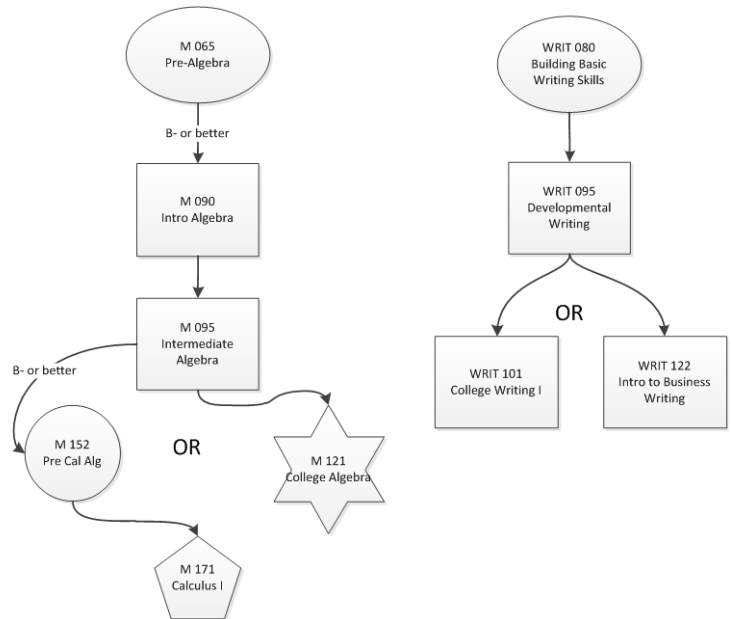 M 065
Pre-Algebra
B- or better
M 090
Intro Algebra
M 095
Intermediate
Algebra
B- or better
M 152
Pre Cal Alg
OR
M 121
College Algebra
M 171
Calculus I
WRIT 080
Building Basic
Writing Skills
WRIT 095
Developmental
Writing
OR
WRIT 101
College Writing I
WRIT 122
Intro to Business
Writing